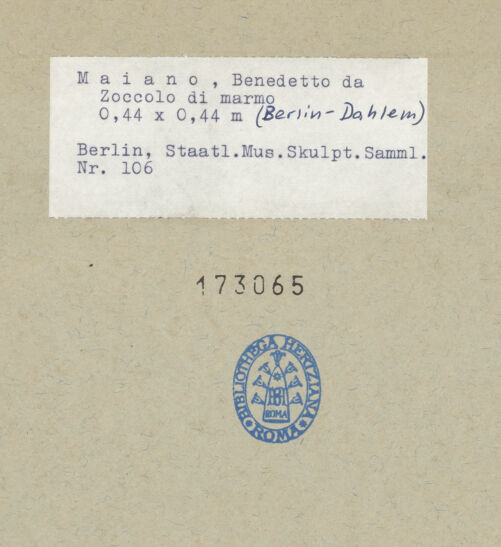 M a i a n o , Benedetto da
Zoccolo di marmo
0,44 x 0,44 m (Berlin-Dahlem)
Berlin, Staatl.Mus.Skulpt.Samml.
Nr. 106
173065
BIBLIOTHECA HERTZIANA
BH
ROMA
ROMA